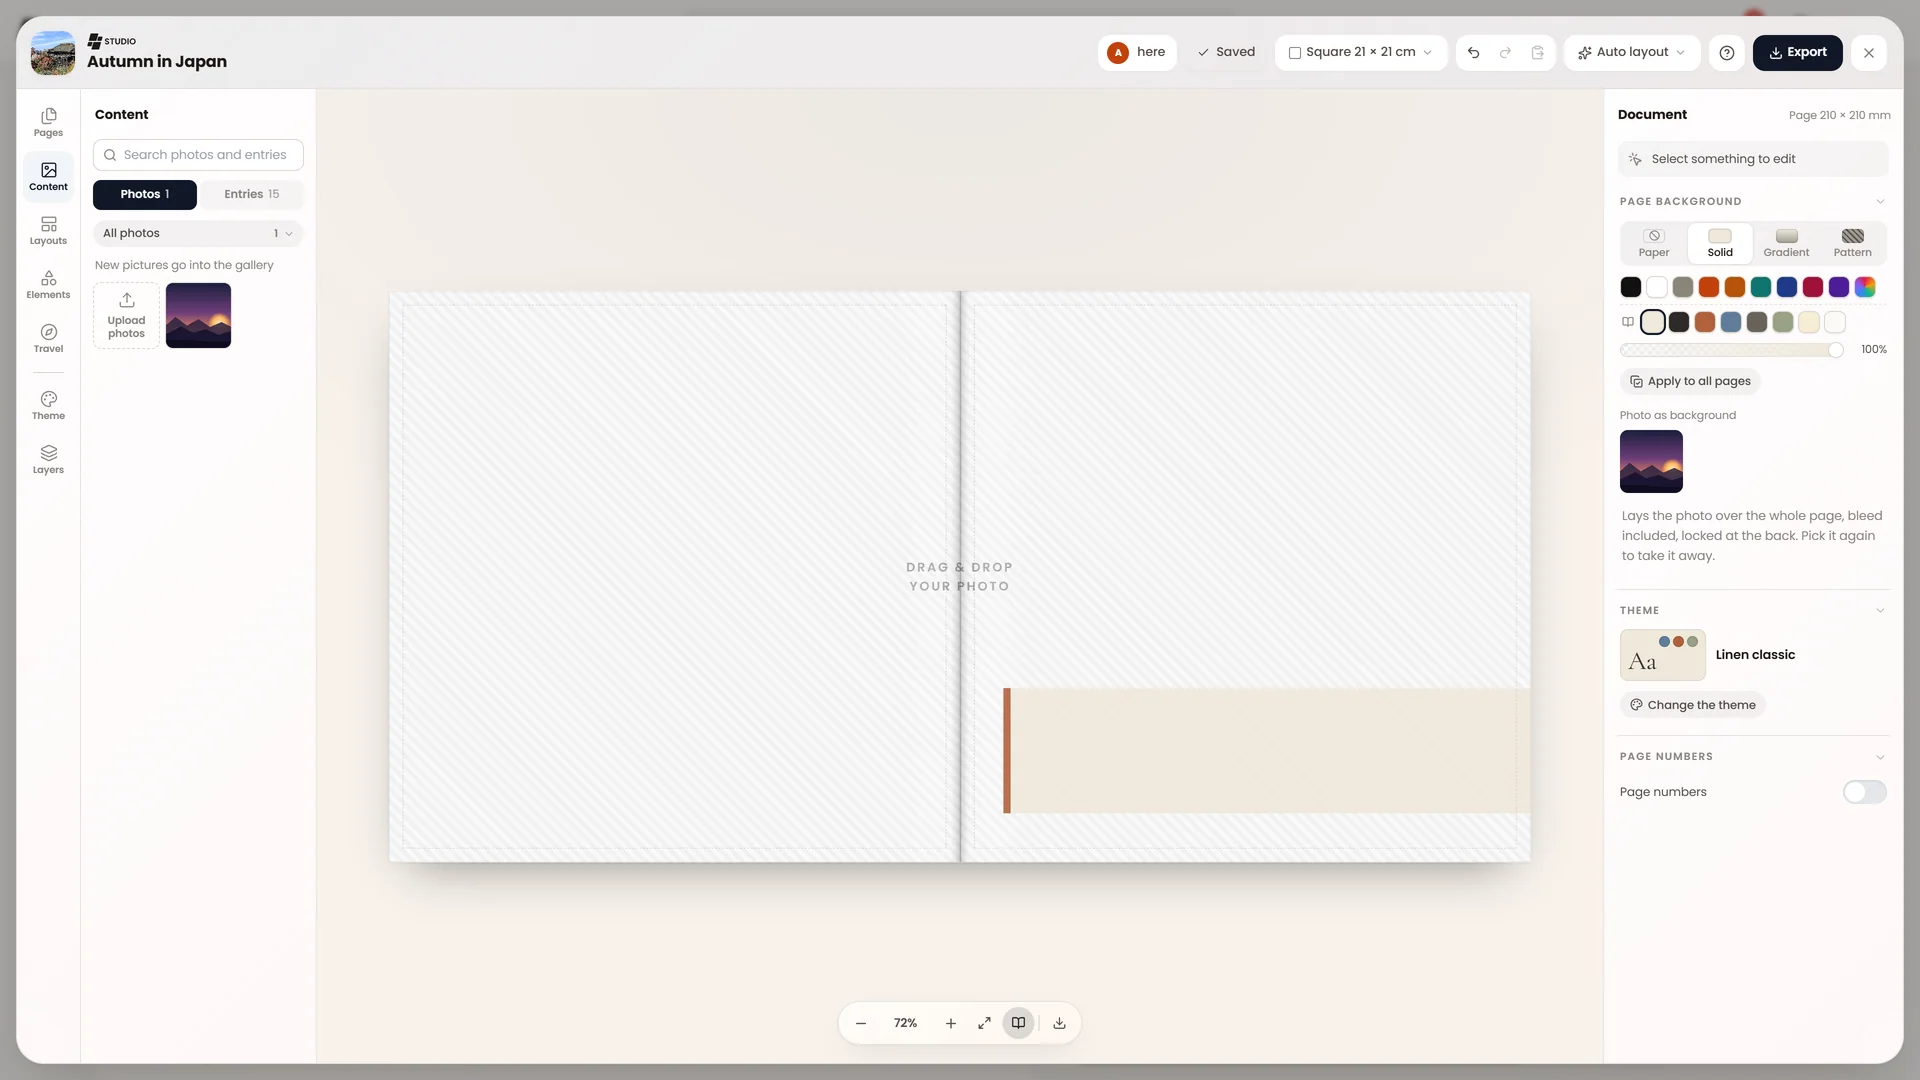 STUDIO
Autumn in Japan
A here
Saved
Square 21 × 21 cm
Auto layout
Export
Pages
Content
Layouts
Elements
Travel
Theme
Layers
Content
Search photos and entries
Photos 1
Entries 15
All photos 1
New pictures go into the gallery
Upload
photos
DRAG & DROP
YOUR PHOTO
72%
Document
Page 210 × 210 mm
Select something to edit
PAGE BACKGROUND
Paper
Solid
Gradient
Pattern
100%
Apply to all pages
Photo as background
Lays the photo over the whole page, bleed
included, locked at the back. Pick it again
to take it away.
THEME
Aa
Linen classic
Change the theme
PAGE NUMBERS
Page numbers